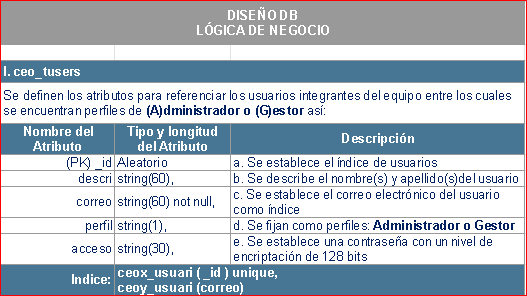 DISEÑO DB
LÓGICA DE NEGOCIO
I. ceo_tusers
Se definen los atributos para referenciar los usuarios integrantes del equipo entre los cuales
se encuentran perfiles de (A)dministrador o (G)estor así:
Nombre del Atributo Tipo y longitud del Atributo Descripción
(PK) _id Aleatorio a. Se establece el índice de usuarios
descri string(60), b. Se describe el nombre(s) y apellido(s)del usuario
correo string(60) not null, c. Se establece el correo electrónico del usuario
como índice
perfil string(1), d. Se fijan como perfiles: Administrador o Gestor
acceso string(30), e. Se establece una contraseña con un nivel de
encriptación de 128 bits
Indice: ceox_usuari ( _id ) unique,
ceoy_usuari (correo)